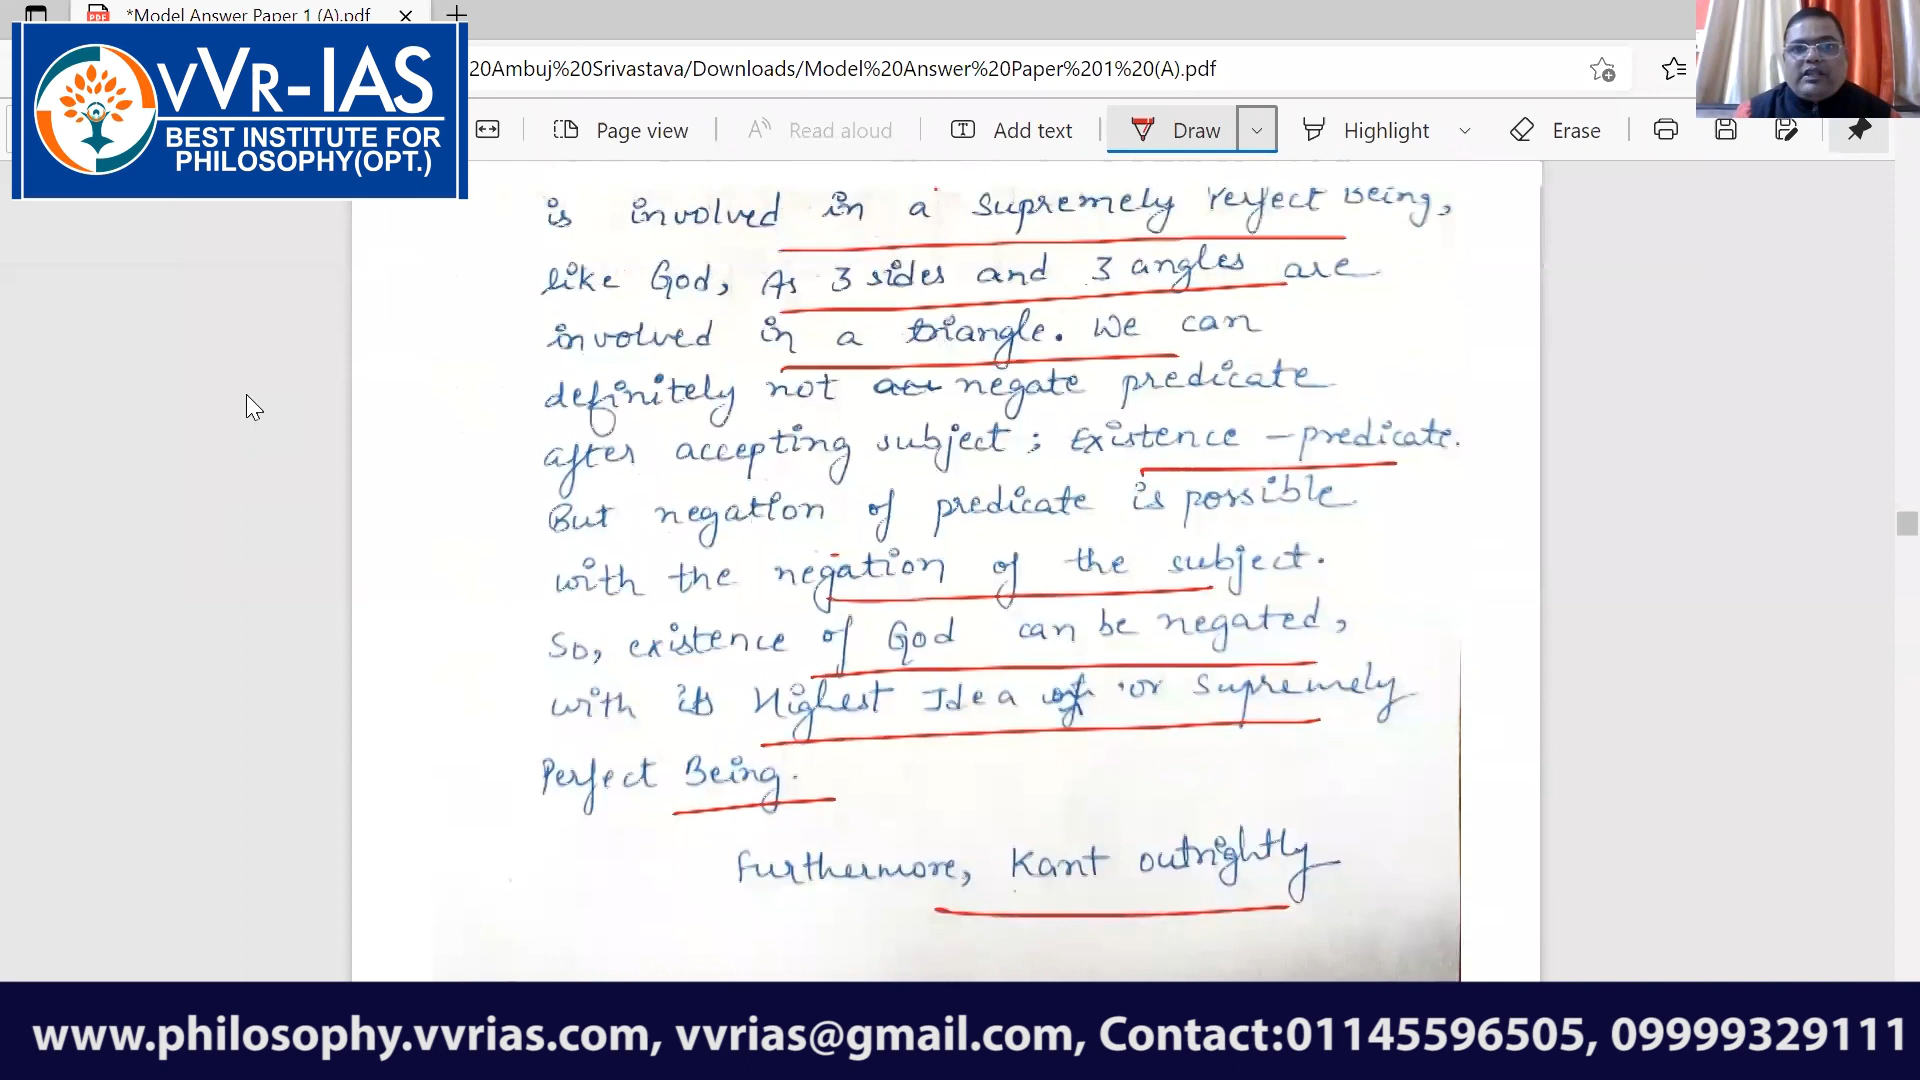 *Model Answer Paper 1 (A).pdf
vVR-IAS
BEST INSTITUTE FOR
PHILOSOPHY(OPT.)
20Ambuj%20Srivastava/Downloads/Model%20Answer%20Paper%201%20(A).pdf
Page view
Read aloud
Add text
Draw
Highlight
Erase
is involved in a Supremely Perfect Being,
like God, As 3 sides and 3 angles are
involved in a triangle. We can
definitely not negate predicate
after accepting subject ; Existence - predicate.
But negation of predicate is possible
with the negation of the subject.
So, existence of God can be negated,
with its Highest Idea or Supremely
Perfect Being.
Furthermore, Kant outrightly
www.philosophy.vvrias.com, vvrias@gmail.com, Contact:01145596505, 09999329111